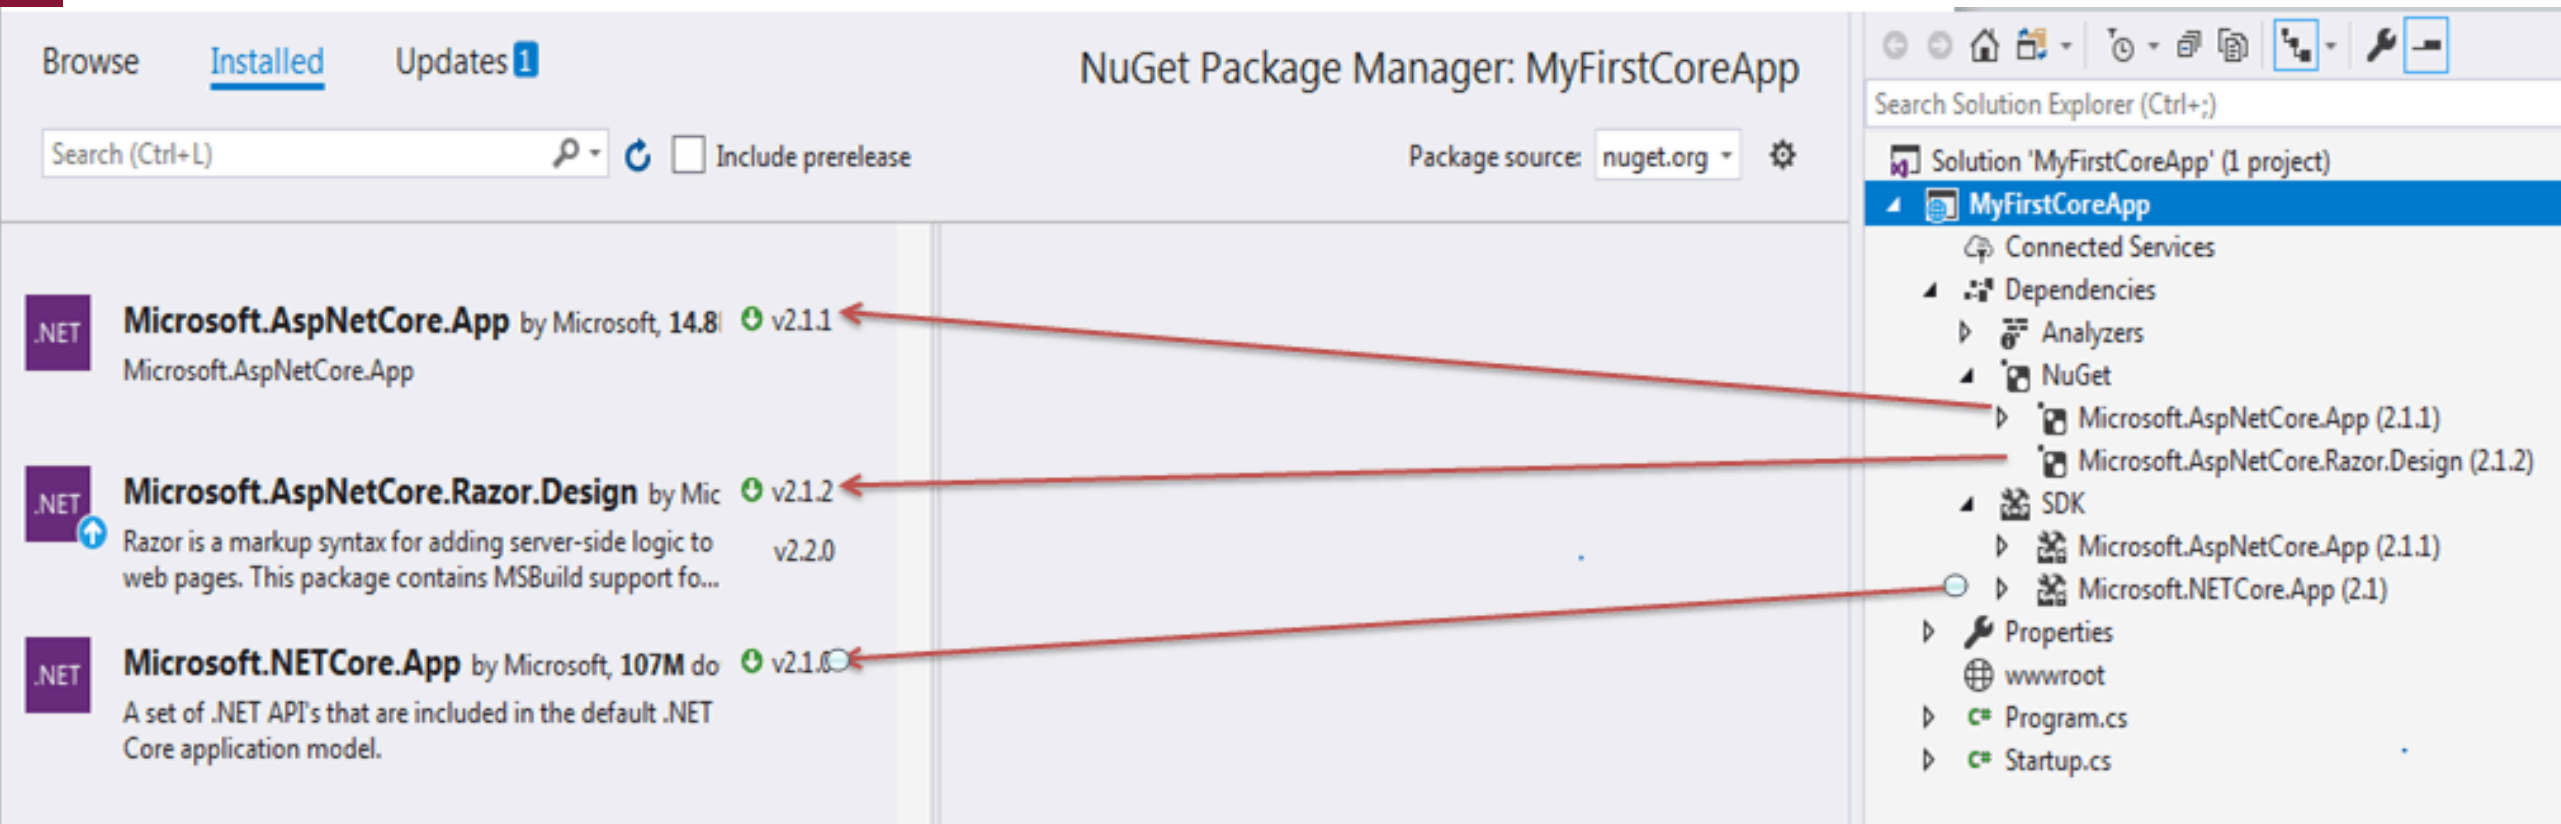 Browse Installed Updates 1
NuGet Package Manager: MyFirstCoreApp
Search (Ctrl+L)
Include prerelease
Package source: nuget.org
.NET
Microsoft.AspNetCore.App by Microsoft, 14.8
v2.1.1
Microsoft.AspNetCore.App
.NET
Microsoft.AspNetCore.Razor.Design by Mic
v2.1.2
Razor is a markup syntax for adding server-side logic to
web pages. This package contains MSBuild support fo...
v2.2.0
.NET
Microsoft.NETCore.App by Microsoft, 107M do
v2.1.0
A set of .NET API's that are included in the default .NET
Core application model.
Search Solution Explorer (Ctrl+;)
Solution 'MyFirstCoreApp' (1 project)
MyFirstCoreApp
Connected Services
Dependencies
Analyzers
NuGet
Microsoft.AspNetCore.App (2.1.1)
Microsoft.AspNetCore.Razor.Design (2.1.2)
SDK
Microsoft.AspNetCore.App (2.1.1)
Microsoft.NETCore.App (2.1)
Properties
wwwroot
C# Program.cs
C# Startup.cs